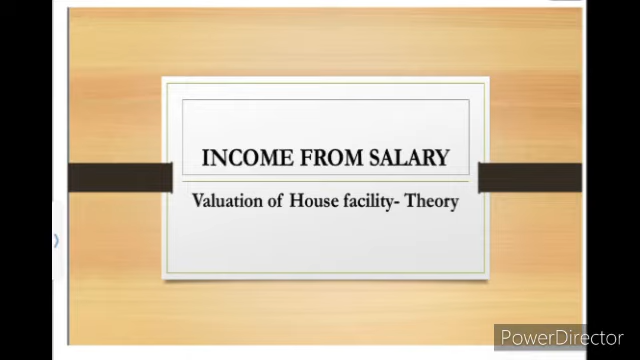 INCOME FROM SALARY
Valuation of House facility- Theory
PowerDirector